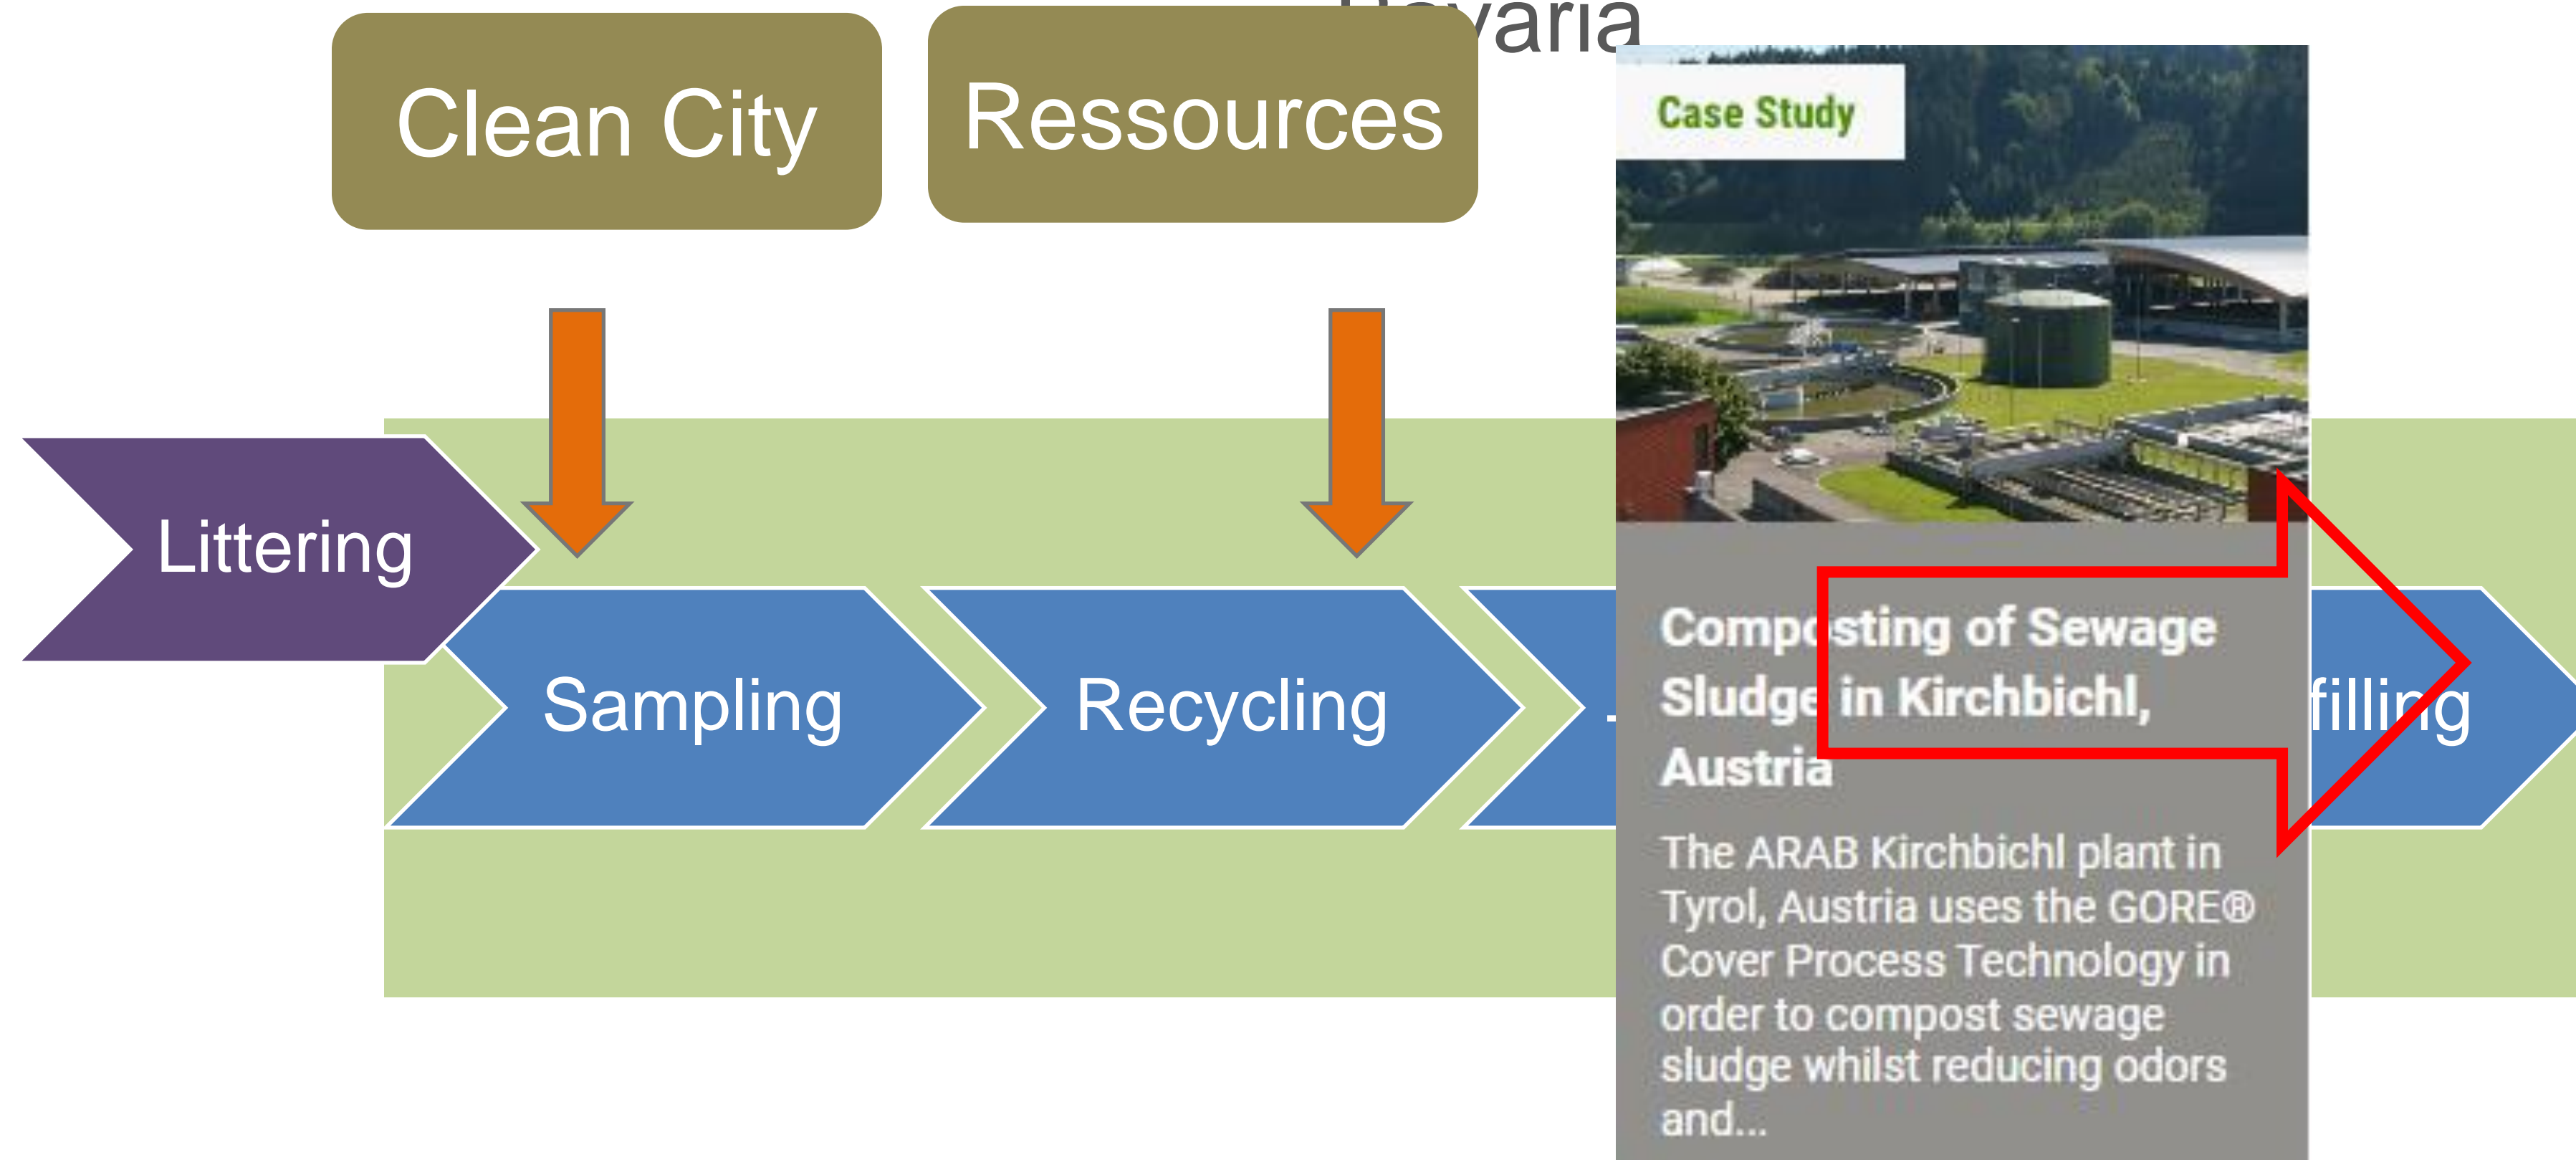 Clean City
Ressources
Case Study
Littering
Sampling
Recycling
filling
Composting of Sewage
Sludge in Kirchbichl,
Austria
The ARAB Kirchbichl plant in
Tyrol, Austria uses the GORE®
Cover Process Technology in
order to compost sewage
sludge whilst reducing odors
and...